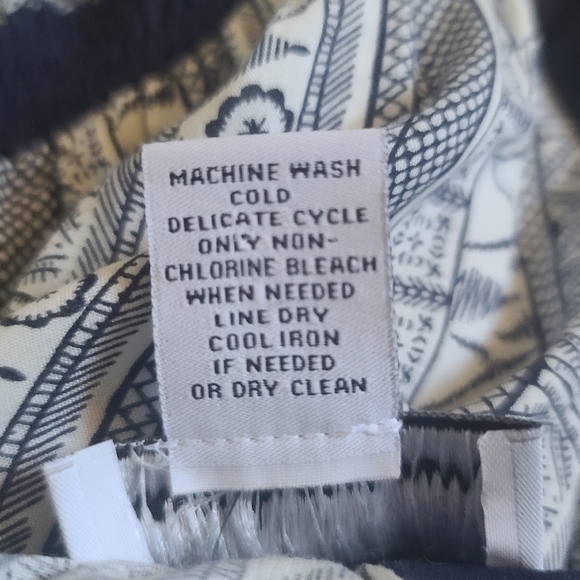 MACHINE WASH
COLD
DELICATE CYCLE
ONLY NON-
CHLORINE BLEACH
WHEN NEEDED
LINE DRY
COOL IRON
IF NEEDED
OR DRY CLEAN